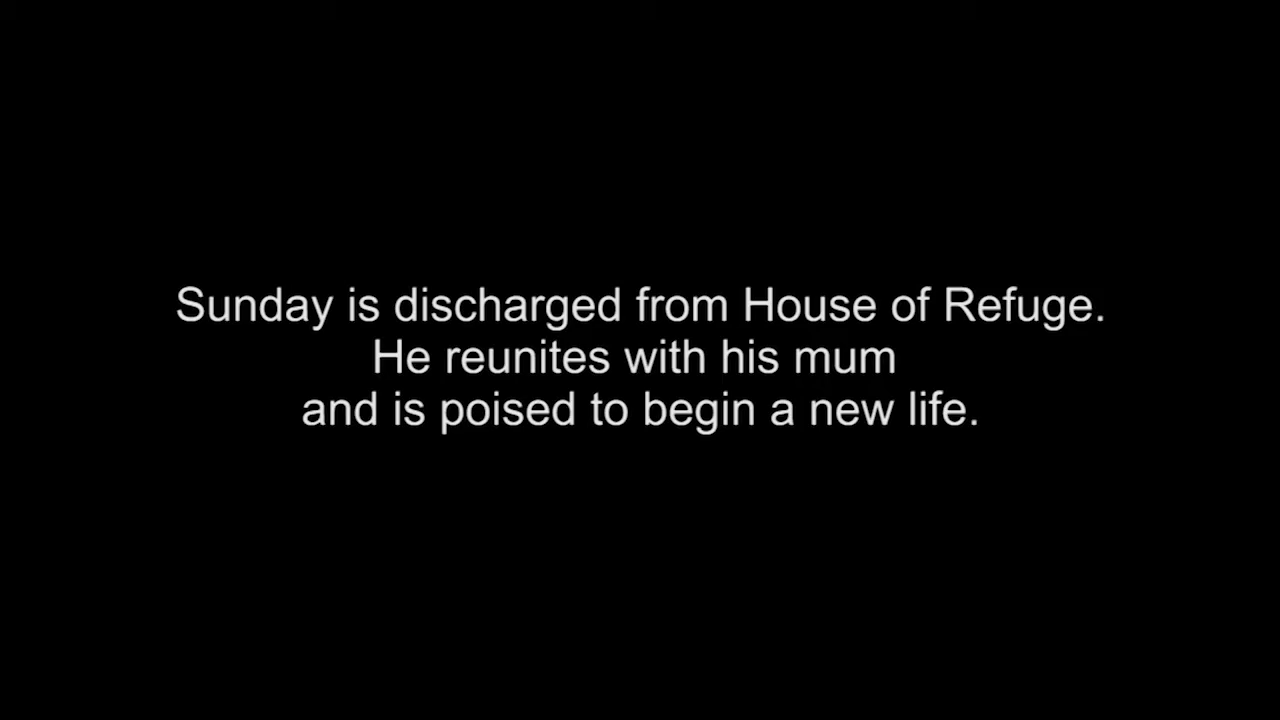 Sunday is discharged from House of Refuge.
He reunites with his mum
and is poised to begin a new life.